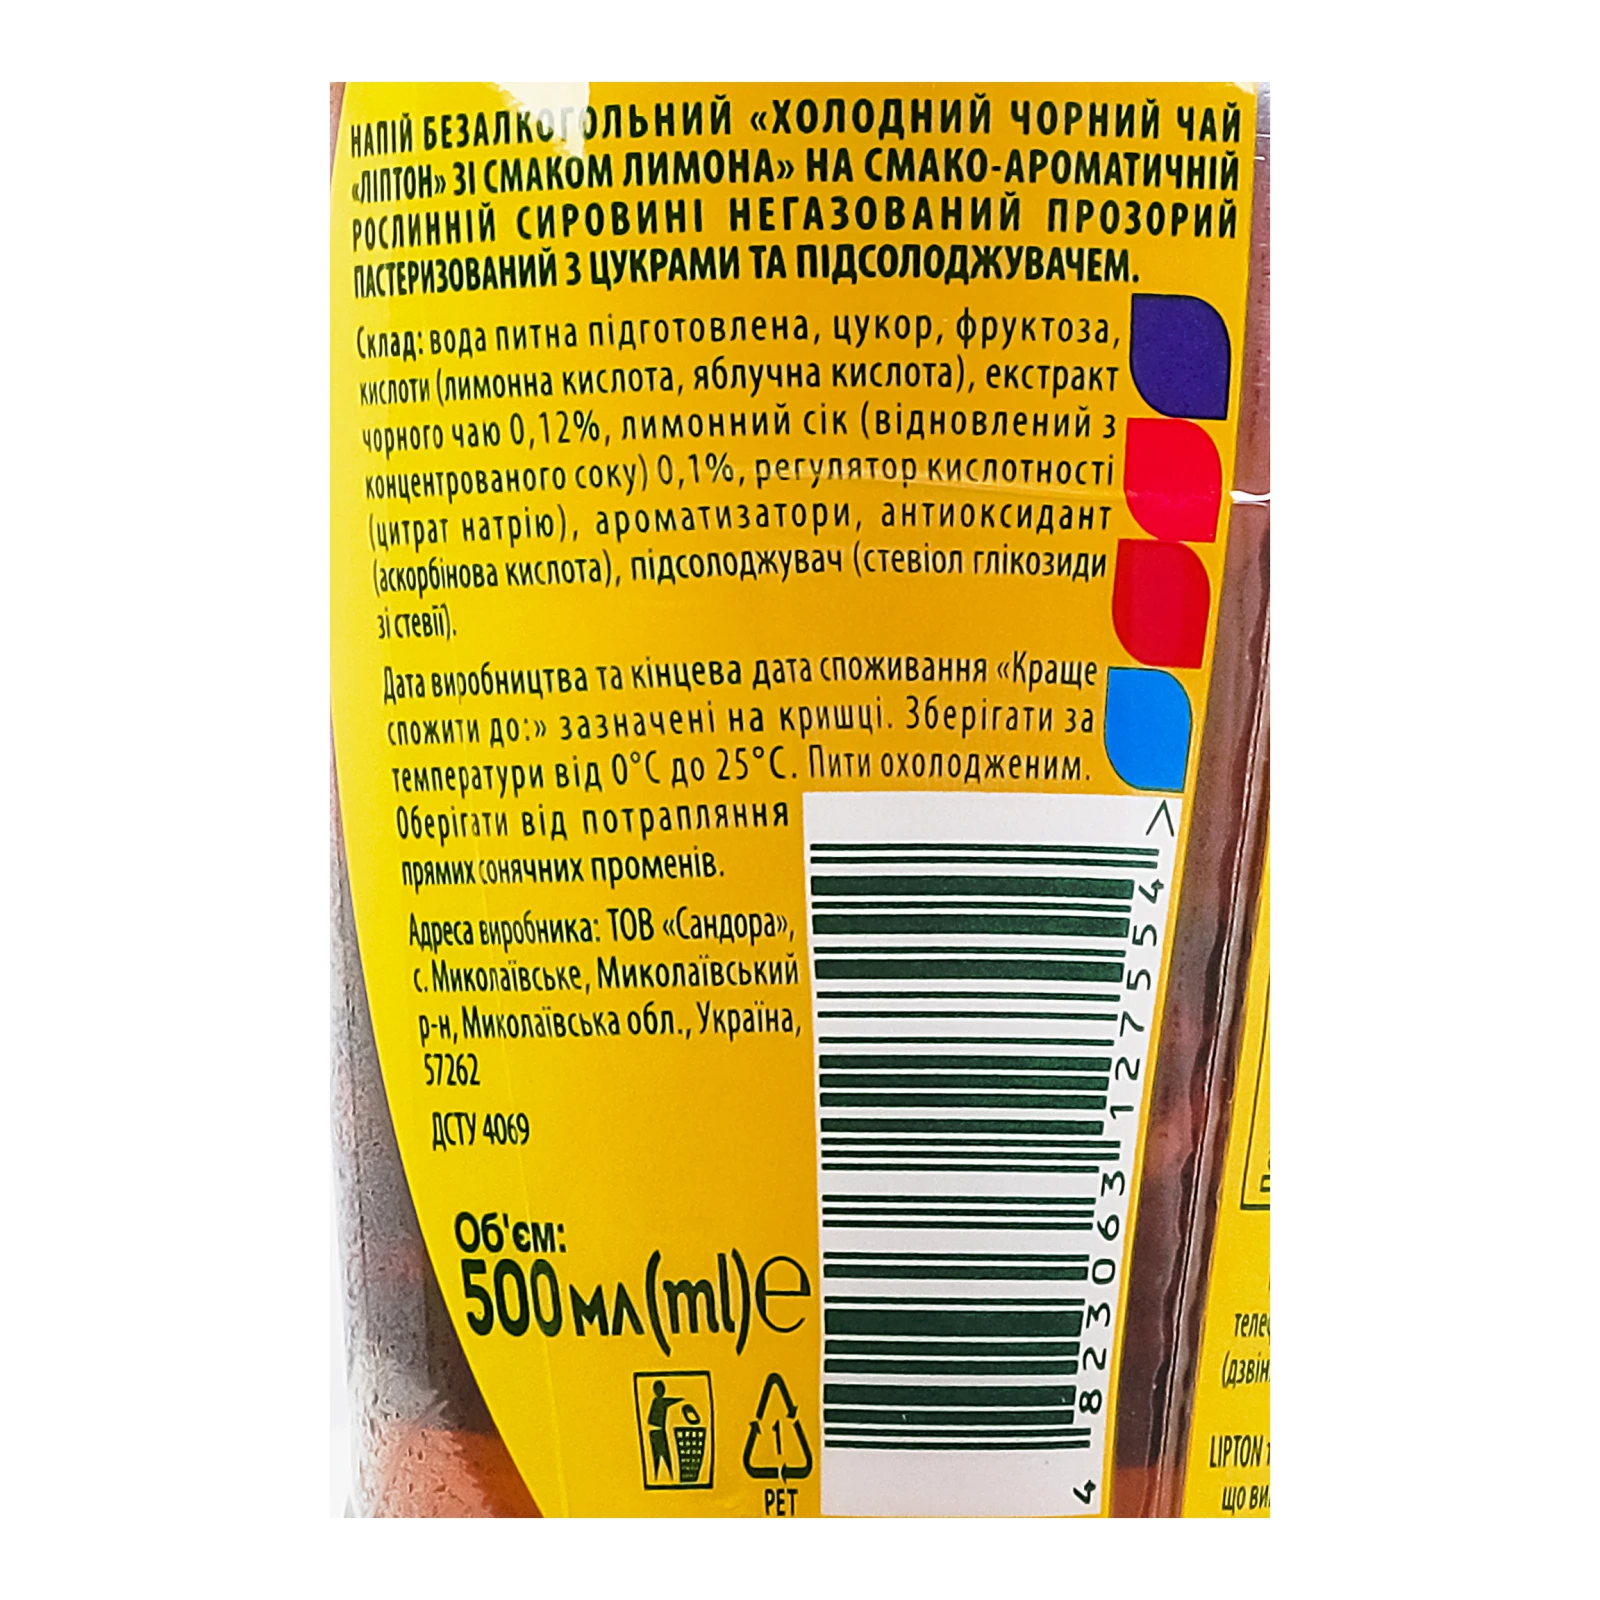 НАПІЙ БЕЗАЛКОГОЛЬНИЙ «ХОЛОДНИЙ ЧОРНИЙ ЧАЙ
«ЛІПТОН» ЗІ СМАКОМ ЛИМОНА» НА СМАКО-АРОМАТИЧНІЙ
РОСЛИННІЙ СИРОВИНІ НЕГАЗОВАНИЙ ПРОЗОРИЙ
ПАСТЕРИЗОВАНИЙ З ЦУКРАМИ ТА ПІДСОЛОДЖУВАЧЕМ.
Склад: вода питна підготовлена, цукор, фруктоза,
кислоти (лимонна кислота, яблучна кислота), екстракт
чорного чаю 0,12%, лимонний сік (відновлений з
концентрованого соку) 0,1%, регулятор кислотності
(цитрат натрію), ароматизатори, антиоксидант
(аскорбінова кислота), підсолоджувач (стевіол глікозиди
зі стевії).
Дата виробництва та кінцева дата споживання «Краще
спожити до:» зазначені на кришці. Зберігати за
температури від 0°C до 25°C. Пити охолодженим.
Оберігати від потрапляння
прямих сонячних променів.
Адреса виробника: ТОВ «Сандора»,
с. Миколаївське, Миколаївський
р-н, Миколаївська обл., Україна,
57262
ДСТУ 4069
Об'єм:
500 мл (ml) e
1
PET
4 823063 127554 >
LIPTON